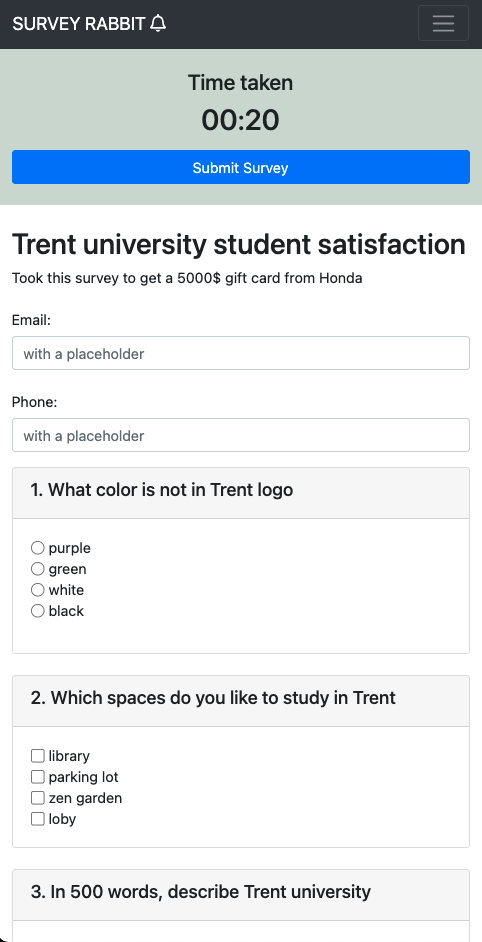 SURVEY RABBIT
Time taken
00:20
Submit Survey
Trent university student satisfaction
Took this survey to get a 5000$ gift card from Honda
Email:
with a placeholder
Phone:
with a placeholder
1. What color is not in Trent logo
purple
green
white
black
2. Which spaces do you like to study in Trent
library
parking lot
zen garden
loby
3. In 500 words, describe Trent university